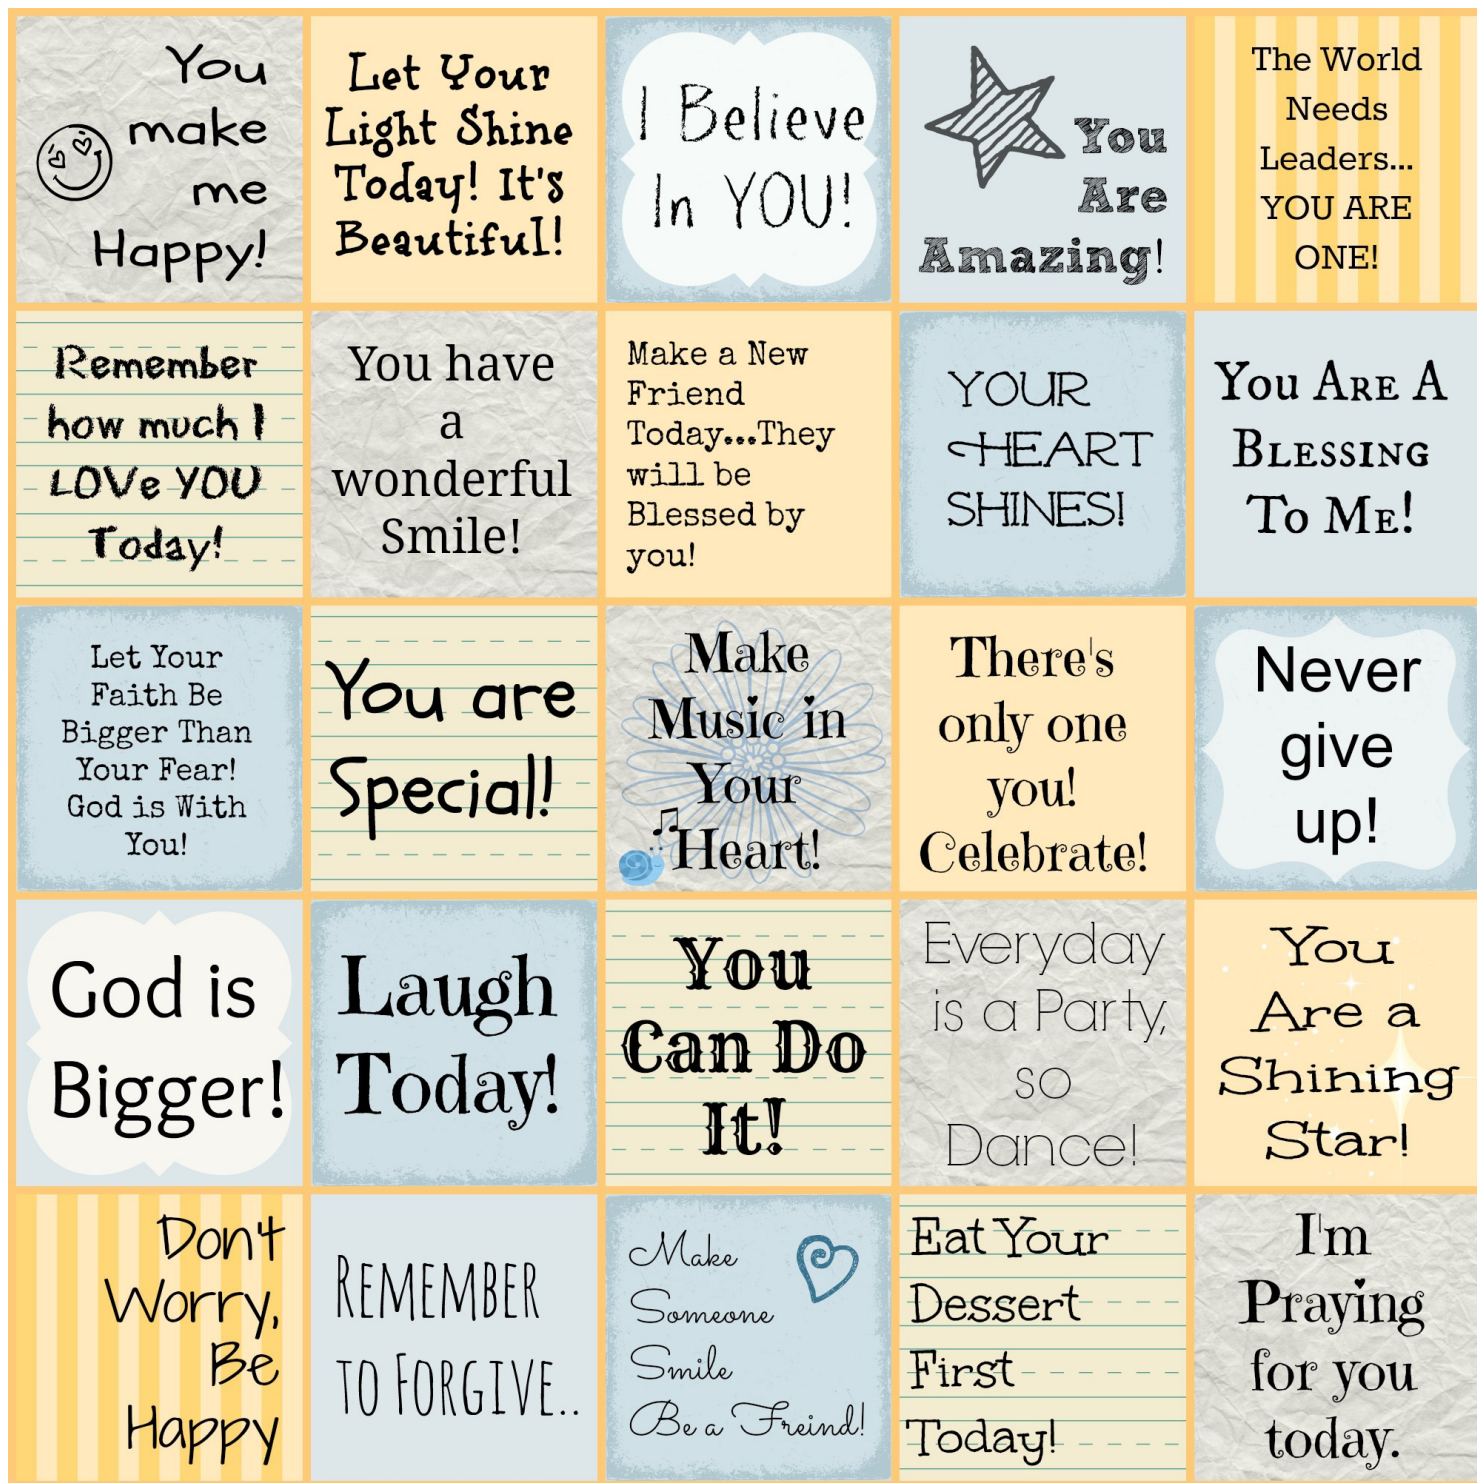 You
make
me
Happy!
Let Your
Light Shine
Today! It's
Beautiful!
I Believe
In YOU!
You
Are
Amazing!
The World
Needs
Leaders...
YOU ARE
ONE!
Remember
how much I
LOVe YOU
Today!
You have
a
wonderful
Smile!
Make a New
Friend
Today...They
will be
Blessed by
you!
YOUR
HEART
SHINES!
You Are A
Blessing
To Me!
Let Your
Faith Be
Bigger Than
Your Fear!
God is With
You!
You are
Special!
Make
Music in
Your
Heart!
There's
only one
you!
Celebrate!
Never
give
up!
God is
Bigger!
Laugh
Today!
You
Can Do
It!
Everyday
is a Party,
so
Dance!
You
Are a
Shining
Star!
Don't
Worry,
Be
Happy
Remember
to Forgive..
Make
Someone
Smile
Be a Freind!
Eat Your
Dessert
First
Today!
I'm
Praying
for you
today.